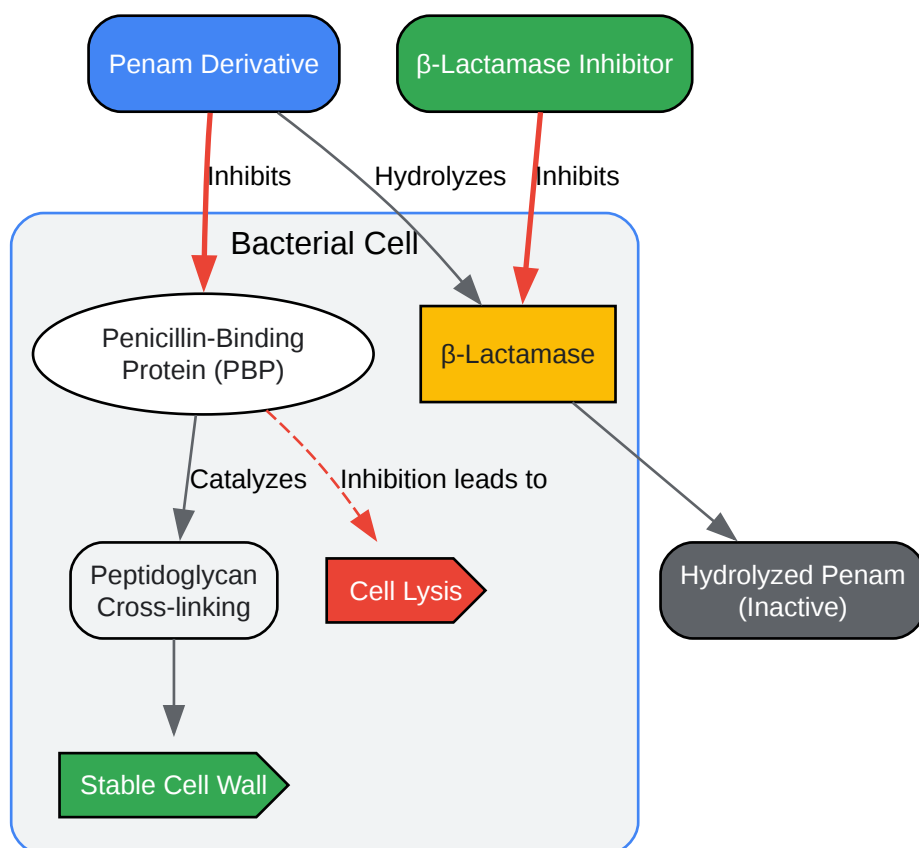 Penam Derivative
β-Lactamase Inhibitor
Inhibits
Hydrolyzes
Inhibits
Bacterial Cell
Penicillin-Binding
Protein (PBP)
β-Lactamase
Catalyzes
Inhibition leads to
Peptidoglycan
Cross-linking
Cell Lysis
Hydrolyzed Penam
(Inactive)
Stable Cell Wall